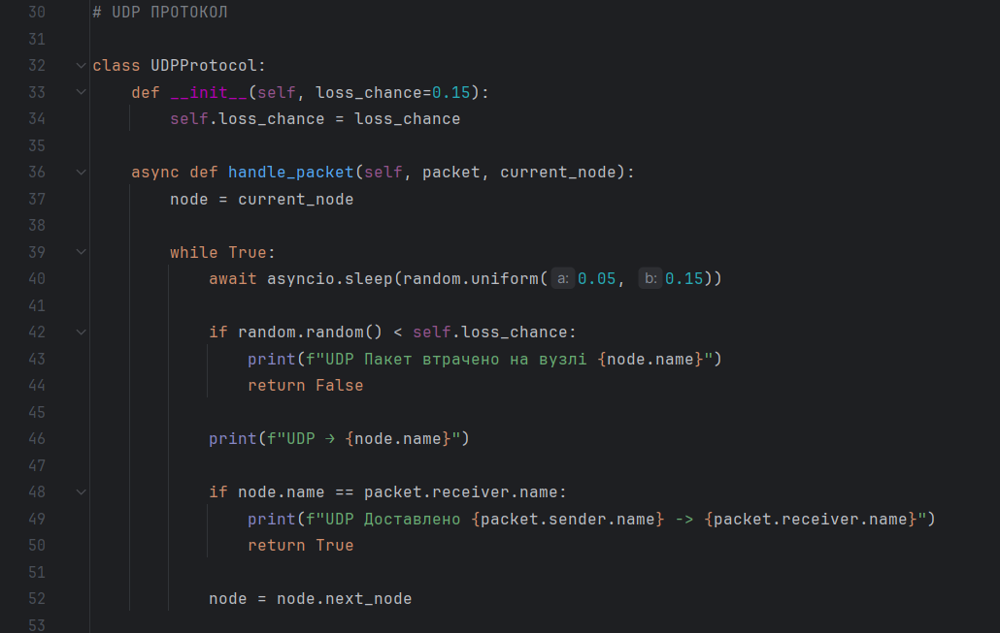 30 # UDP ПРОТОКОЛ
31
32 class UDPProtocol:
33     def __init__(self, loss_chance=0.15):
34         self.loss_chance = loss_chance
35
36     async def handle_packet(self, packet, current_node):
37         node = current_node
38
39         while True:
40             await asyncio.sleep(random.uniform( a: 0.05, b: 0.15))
41
42             if random.random() < self.loss_chance:
43                 print(f"UDP Пакет втрачено на вузлі {node.name}")
44                 return False
45
46             print(f"UDP → {node.name}")
47
48             if node.name == packet.receiver.name:
49                 print(f"UDP Доставлено {packet.sender.name} -> {packet.receiver.name}")
50                 return True
51
52             node = node.next_node
53